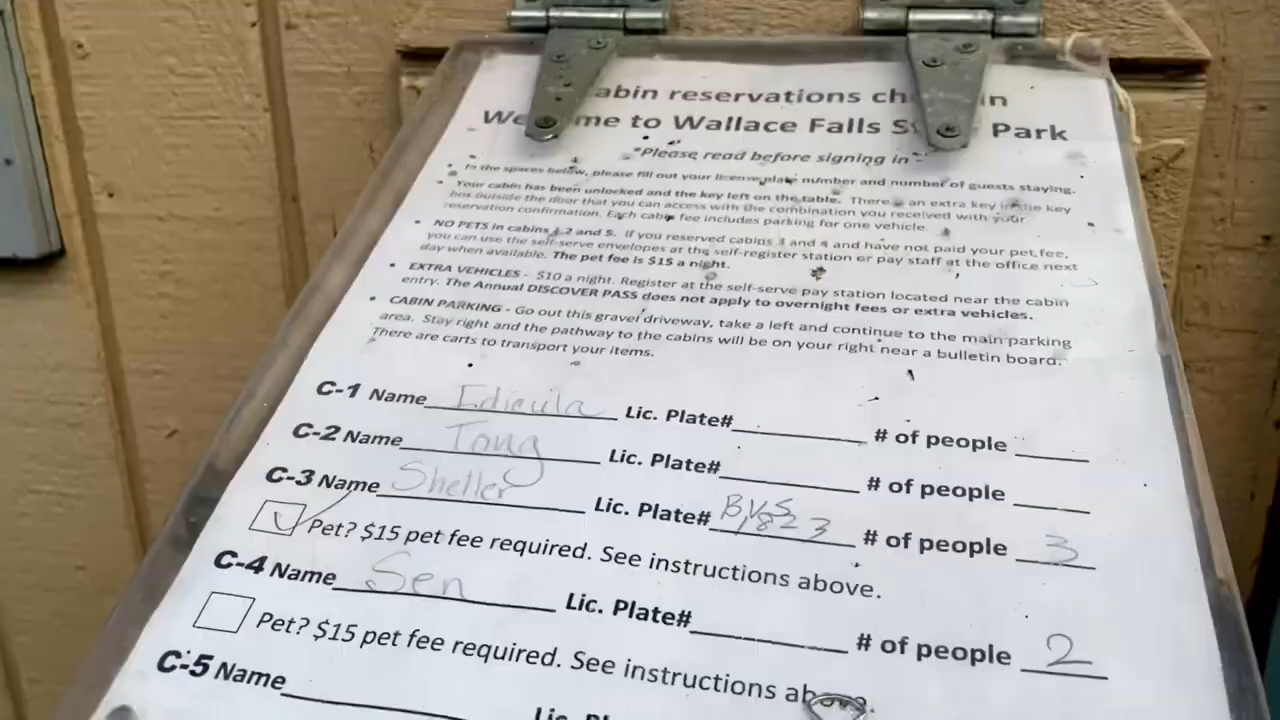 abin reservations ch in
We me to Wallace Falls S Park
*Please read before signing in*
• In the spaces below, please fill out your license plate number and number of guests staying.
• Your cabin has been unlocked and the key left on the table. There is an extra key in the key
box outside the door that you can access with the combination you received with your
reservation confirmation. Each cabin fee includes parking for one vehicle.
• NO PETS in cabins 1,2 and 5. If you reserved cabins 3 and 4 and have not paid your pet fee,
you can use the self-serve envelopes at the self-register station or pay staff at the office next
day when available. The pet fee is $15 a night.
• EXTRA VEHICLES - $10 a night. Register at the self-serve pay station located near the cabin
entry. The Annual DISCOVER PASS does not apply to overnight fees or extra vehicles.
• CABIN PARKING - Go out this gravel driveway, take a left and continue to the main parking
area. Stay right and the pathway to the cabins will be on your right near a bulletin board.
There are carts to transport your items.
C-1 Name Idicula Lic. Plate# # of people
C-2 Name Tong Lic. Plate# # of people
C-3 Name Sheller Lic. Plate# BVS 1823 # of people 3
Pet? $15 pet fee required. See instructions above.
C-4 Name Sen Lic. Plate# # of people 2
Pet? $15 pet fee required. See instructions above.
C-5 Name Lic. Pl